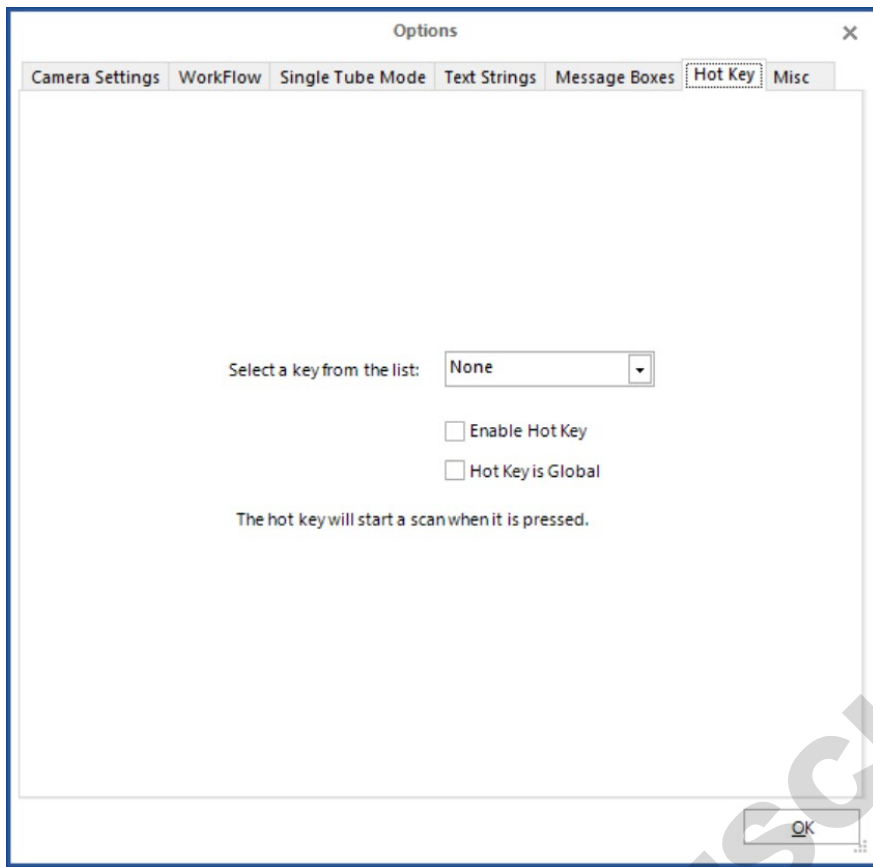 Options
Camera Settings WorkFlow Single Tube Mode Text Strings Message Boxes Hot Key Misc
Select a key from the list: None
Enable Hot Key
Hot Key is Global
The hot key will start a scan when it is pressed.
OK